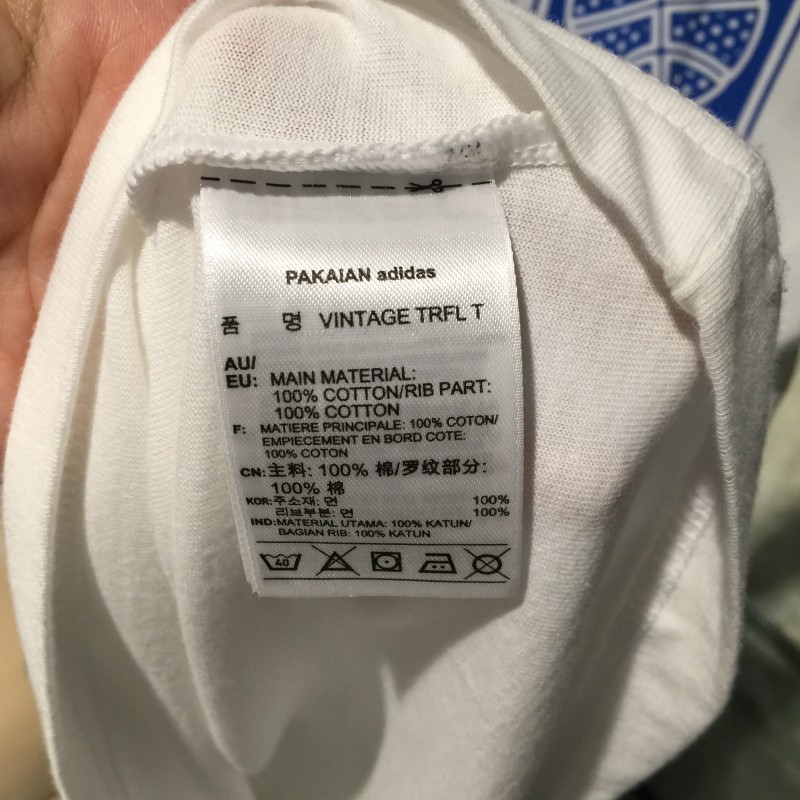 PAKAIAN adidas
품 명 VINTAGE TRFL T
AU/
EU: MAIN MATERIAL:
100% COTTON/RIB PART:
100% COTTON
F: MATIERE PRINCIPALE: 100% COTON/
EMPIECEMENT EN BORD COTE:
100% COTON
CN:主料: 100% 棉/罗纹部分:
100% 棉
KOR:주소재: 면 100%
리브부분: 면 100%
IND:MATERIAL UTAMA: 100% KATUN/
BAGIAN RIB: 100% KATUN
40